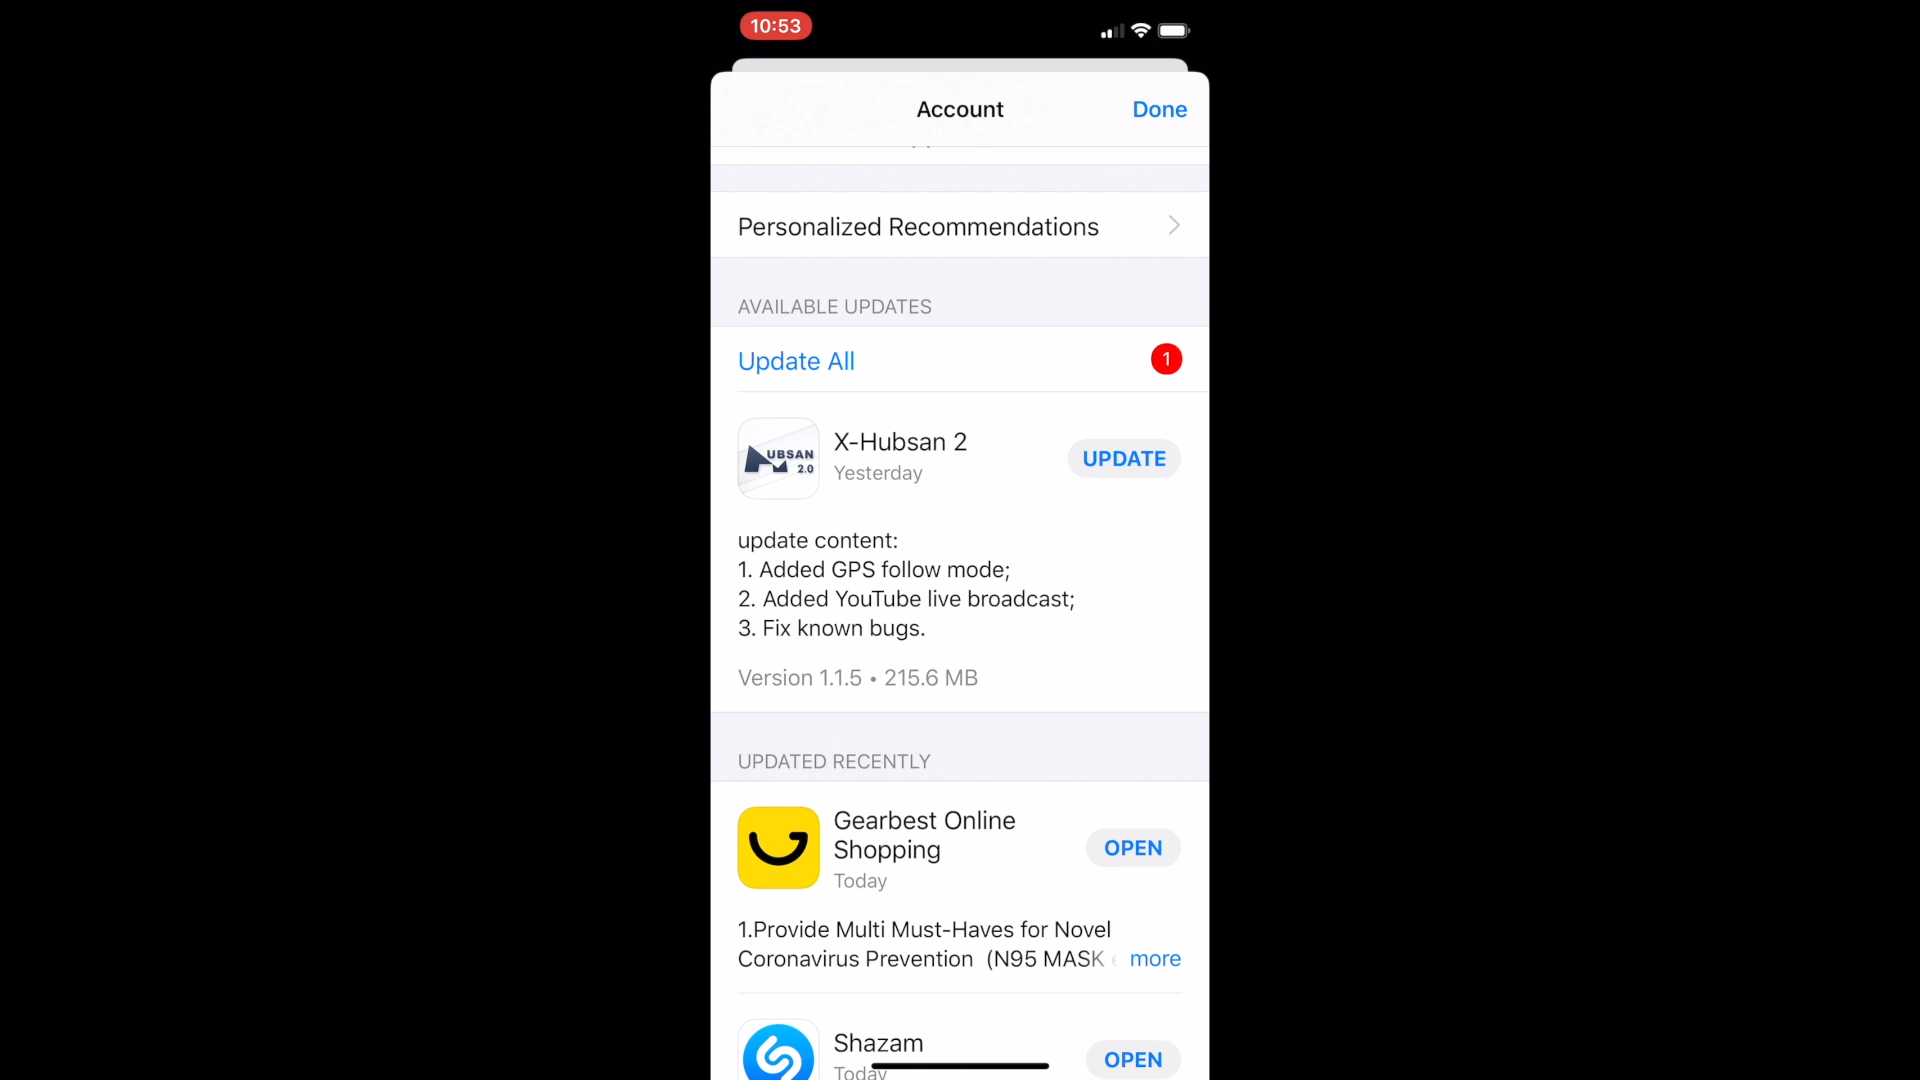 10:53
Account
Done
Personalized Recommendations
AVAILABLE UPDATES
Update All
1
UBSAN
2.0
X-Hubsan 2
Yesterday
UPDATE
update content:
1. Added GPS follow mode;
2. Added YouTube live broadcast;
3. Fix known bugs.
Version 1.1.5 • 215.6 MB
UPDATED RECENTLY
Gearbest Online
Shopping
Today
OPEN
1.Provide Multi Must-Haves for Novel
Coronavirus Prevention (N95 MASK
more
Shazam
Today
OPEN